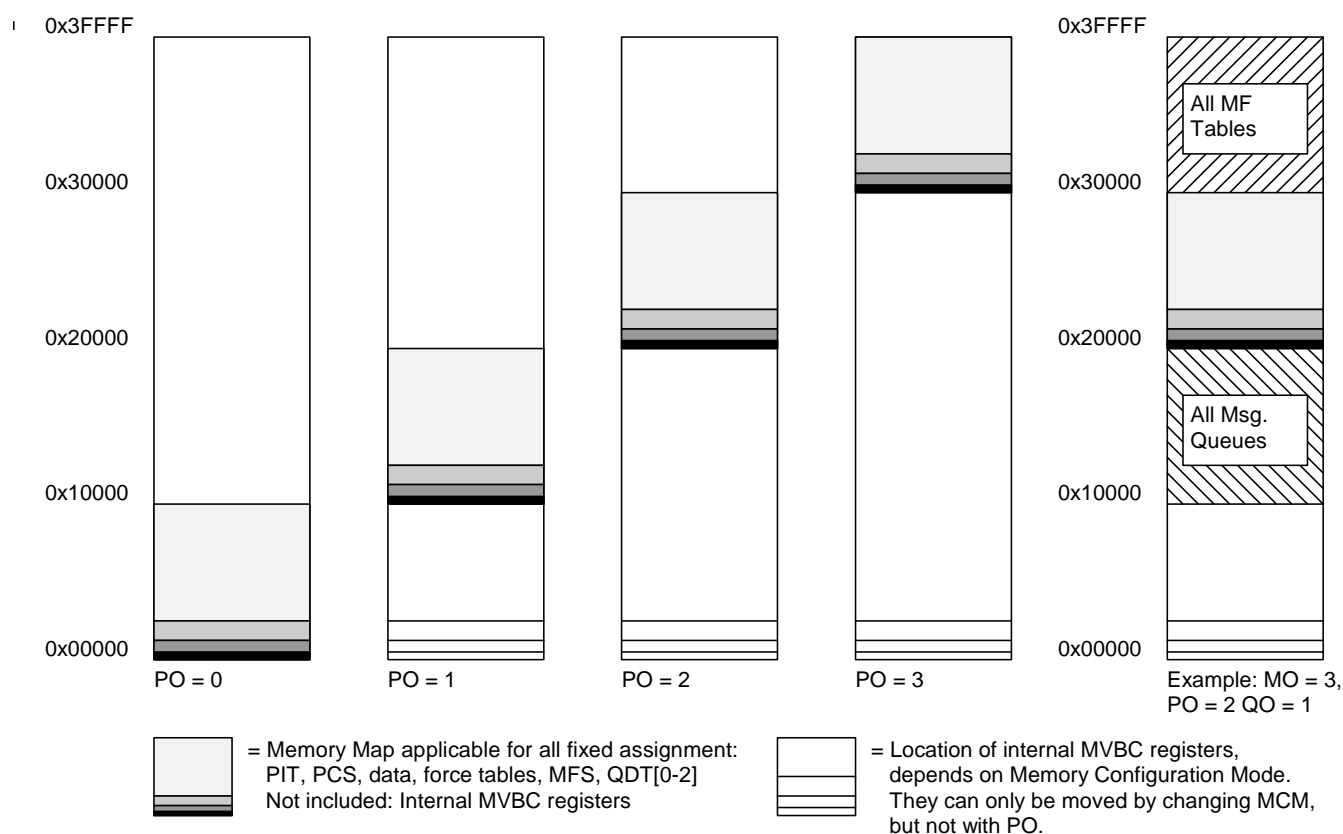 0x3FFFF
0x30000
0x20000
0x10000
0x00000
PO = 0
PO = 1
PO = 2
PO = 3
0x3FFFF
0x30000
0x20000
0x10000
0x00000
All MF
Tables
All Msg.
Queues
Example: MO = 3,
PO = 2 QO = 1
= Memory Map applicable for all fixed assignment:
PIT, PCS, data, force tables, MFS, QDT[0-2]
Not included: Internal MVBC registers
= Location of internal MVBC registers,
depends on Memory Configuration Mode.
They can only be moved by changing MCM,
but not with PO.